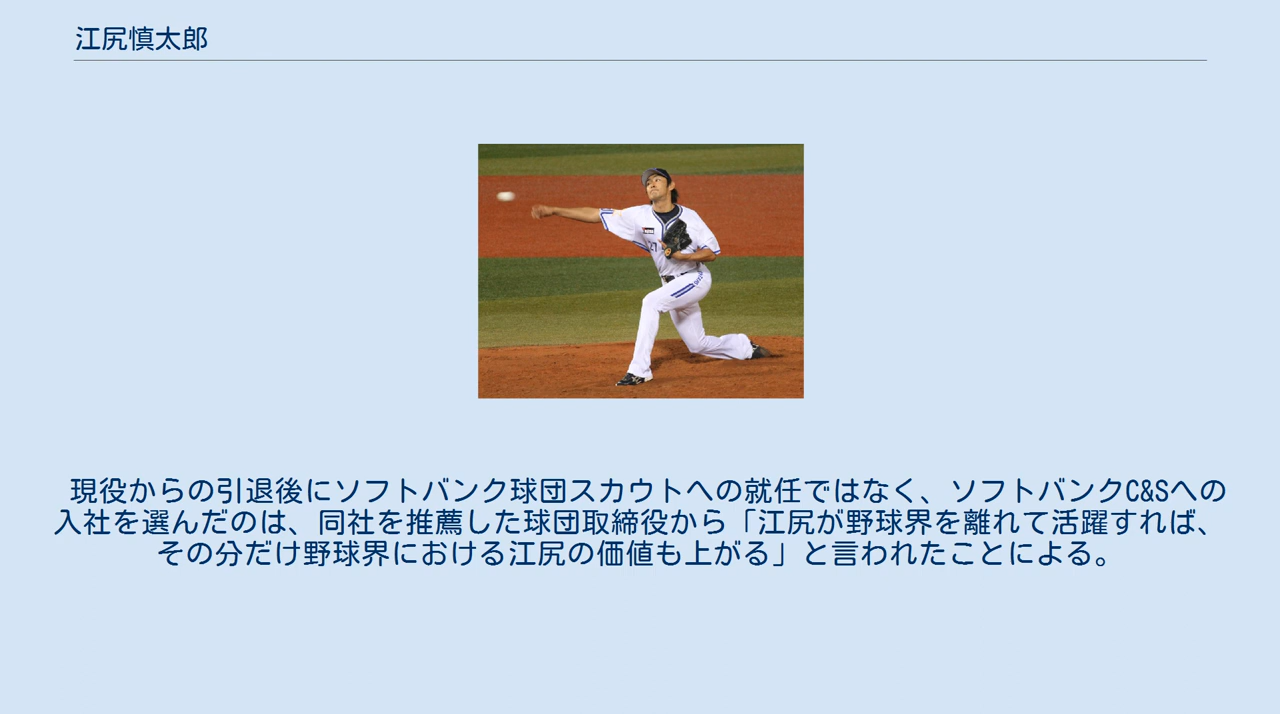 江尻慎太郎
現役からの引退後にソフトバンク球団スカウトへの就任ではなく、ソフトバンクC&Sへの
入社を選んだのは、同社を推薦した球団取締役から「江尻が野球界を離れて活躍すれば、
その分だけ野球界における江尻の価値も上がる」と言われたことによる。